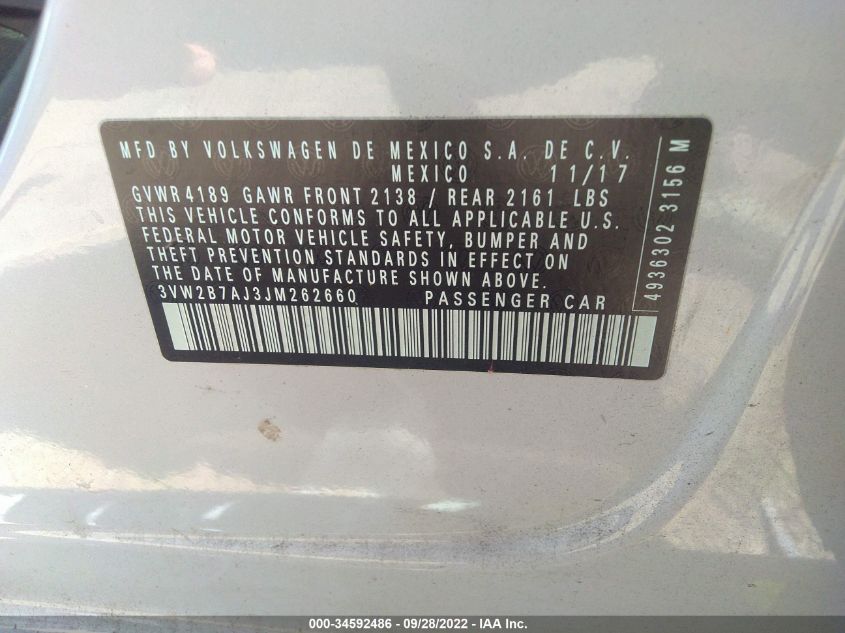 MFD BY VOLKSWAGEN DE MEXICO S.A. DE C.V.
MEXICO 11/17
GVWR 4189 GAWR FRONT 2138 / REAR 2161 LBS
THIS VEHICLE CONFORMS TO ALL APPLICABLE U.S.
FEDERAL MOTOR VEHICLE SAFETY, BUMPER AND
THEFT PREVENTION STANDARDS IN EFFECT ON
THE DATE OF MANUFACTURE SHOWN ABOVE.
3VW2B7AJ3JM262660 PASSENGER CAR
4936302 3156 M
000-34592486 - 09/28/2022 - IAA Inc.